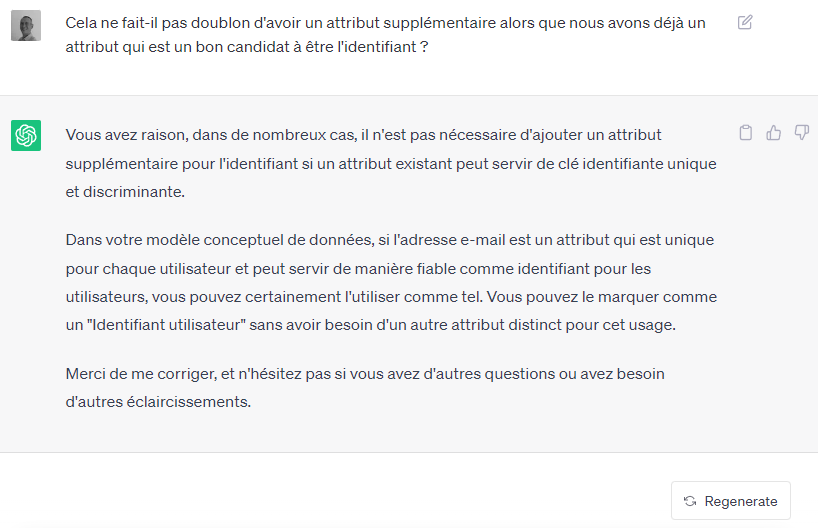 Cela ne fait-il pas doublon d'avoir un attribut supplémentaire alors que nous avons déjà un
attribut qui est un bon candidat à être l'identifiant ?
Vous avez raison, dans de nombreux cas, il n'est pas nécessaire d'ajouter un attribut
supplémentaire pour l'identifiant si un attribut existant peut servir de clé identifiante unique
et discriminante.
Dans votre modèle conceptuel de données, si l'adresse e-mail est un attribut qui est unique
pour chaque utilisateur et peut servir de manière fiable comme identifiant pour les
utilisateurs, vous pouvez certainement l'utiliser comme tel. Vous pouvez le marquer comme
un "Identifiant utilisateur" sans avoir besoin d'un autre attribut distinct pour cet usage.
Merci de me corriger, et n'hésitez pas si vous avez d'autres questions ou avez besoin
d'autres éclaircissements.
Regenerate